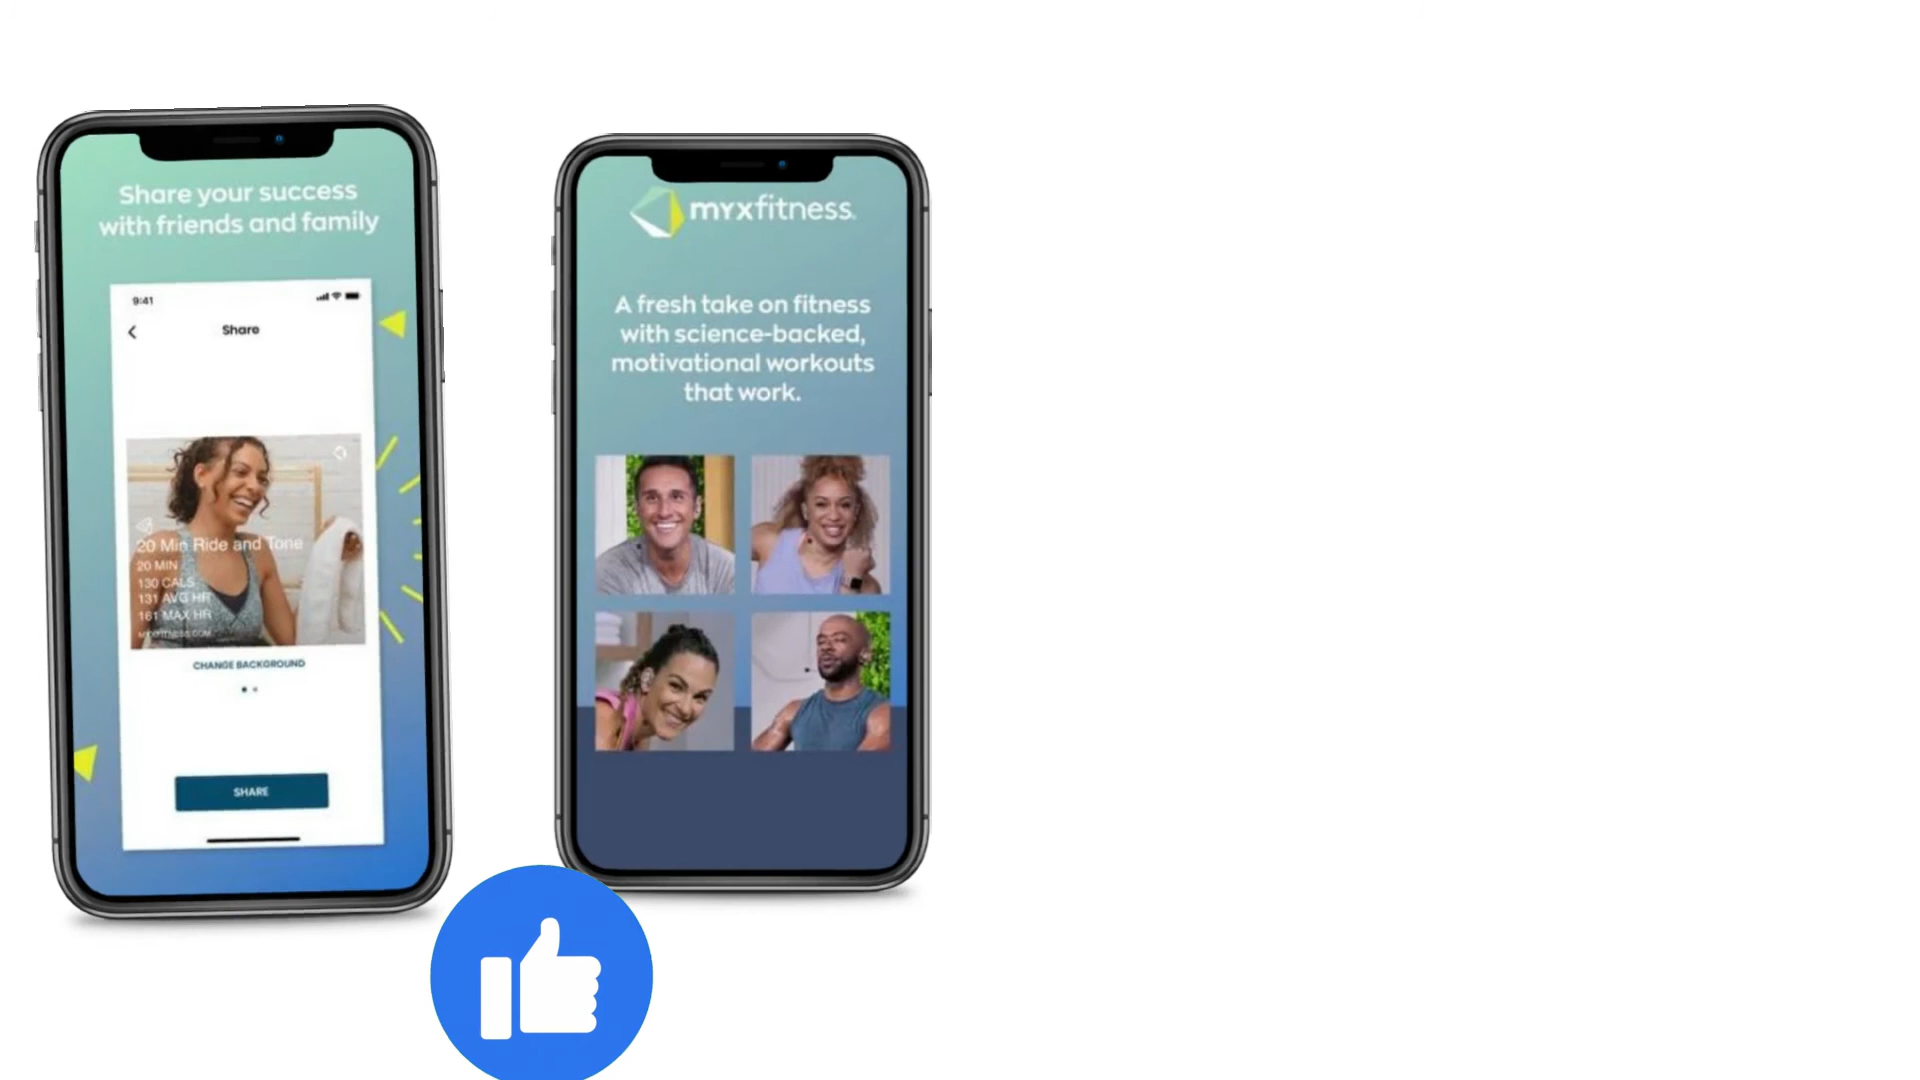 Share your success
with friends and family
9:41
Share
20 Min Ride and Tone
20 MIN
130 CALS
131 AVG HR
161 MAX HR
MYXFITNESS.COM
CHANGE BACKGROUND
SHARE
myxfitness
A fresh take on fitness
with science-backed,
motivational workouts
that work.